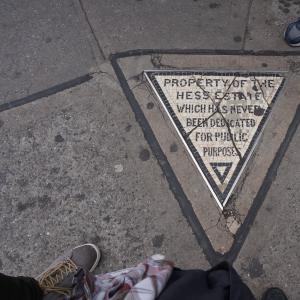 PROPERTY OF THE
HESS ESTATE
WHICH HAS NEVER
BEEN DEDICATED
FOR PUBLIC
PURPOSES